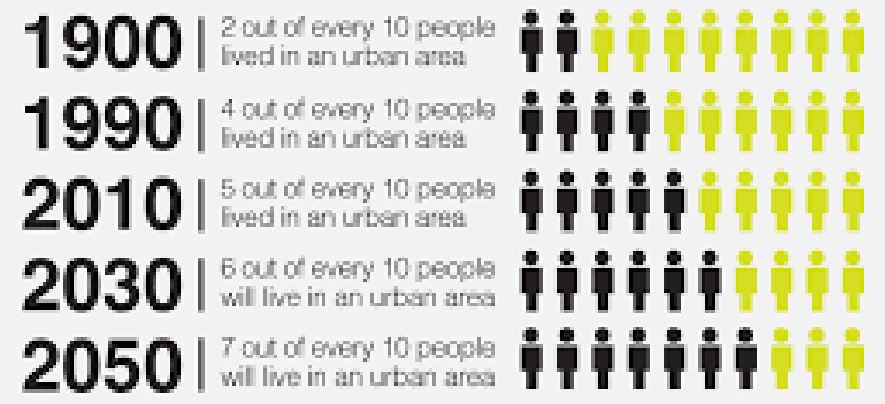 1900
2 out of every 10 people
lived in an urban area
1990
4 out of every 10 people
lived in an urban area
2010
5 out of every 10 people
lived in an urban area
2030
6 out of every 10 people
will live in an urban area
2050
7 out of every 10 people
will live in an urban area